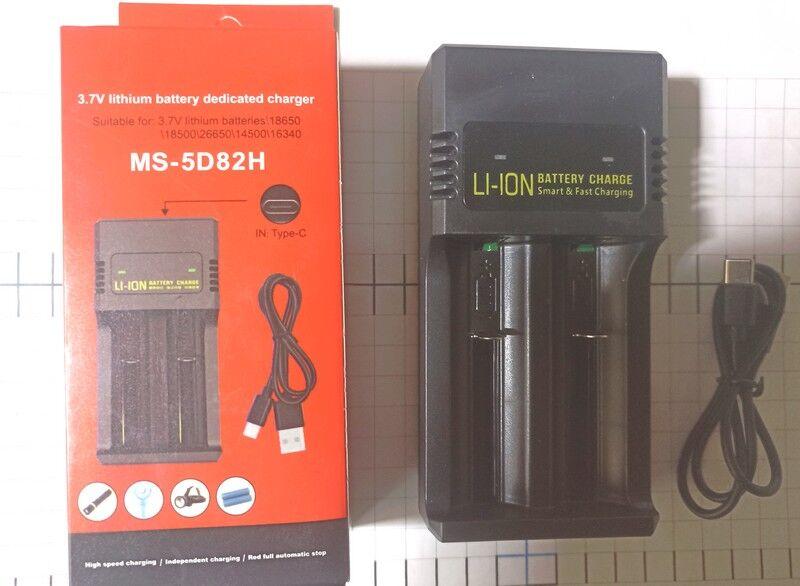 3.7V lithium battery dedicated charger
Suitable for: 3.7V lithium batteries\18650
\18500\26650\14500\16340
MS-5D82H
IN: Type-C
LI-ION BATTERY CHARGE
High speed charging / Independent charging / Red full automatic stop
LI-ION BATTERY CHARGE
Smart & Fast Charging